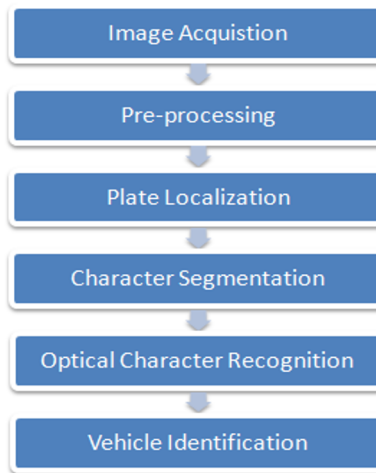 Image Acquistion
Pre-processing
Plate Localization
Character Segmentation
Optical Character Recognition
Vehicle Identification